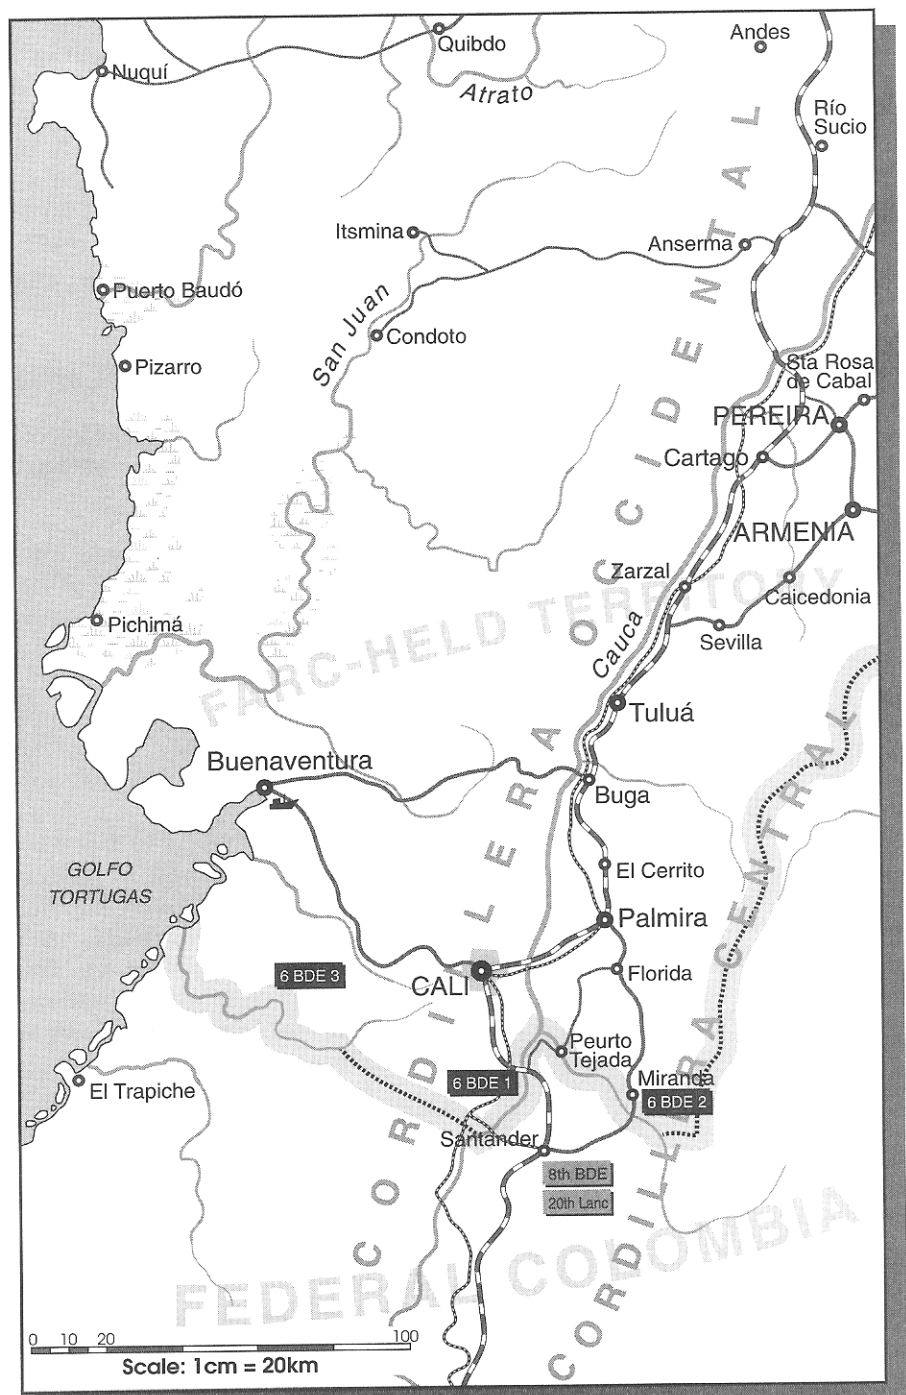 Quibdo
Andes
Nuquí
Atrato
Río
Sucio
Itsmina
Anserma
Puerto Baudó
San Juan
Condoto
Pizarro
Sta Rosa
de Cabal
PEREIRA
Cartago
ARMENIA
Zarzal
Caicedonia
FARC-HELD TERRITORY
Pichimá
Sevilla
Cauca
Tuluá
Buenaventura
Buga
GOLFO
TORTUGAS
El Cerrito
Palmira
6 BDE 3
CALI
Florida
Peurto
Tejada
El Trapiche
6 BDE 1
Miranda
6 BDE 2
Santander
8th BDE
20th Lanc
CORDILLERA OCCIDENTAL
CORDILLERA CENTRAL
FEDERAL COLOMBIA
0 10 20 100
Scale: 1cm = 20km